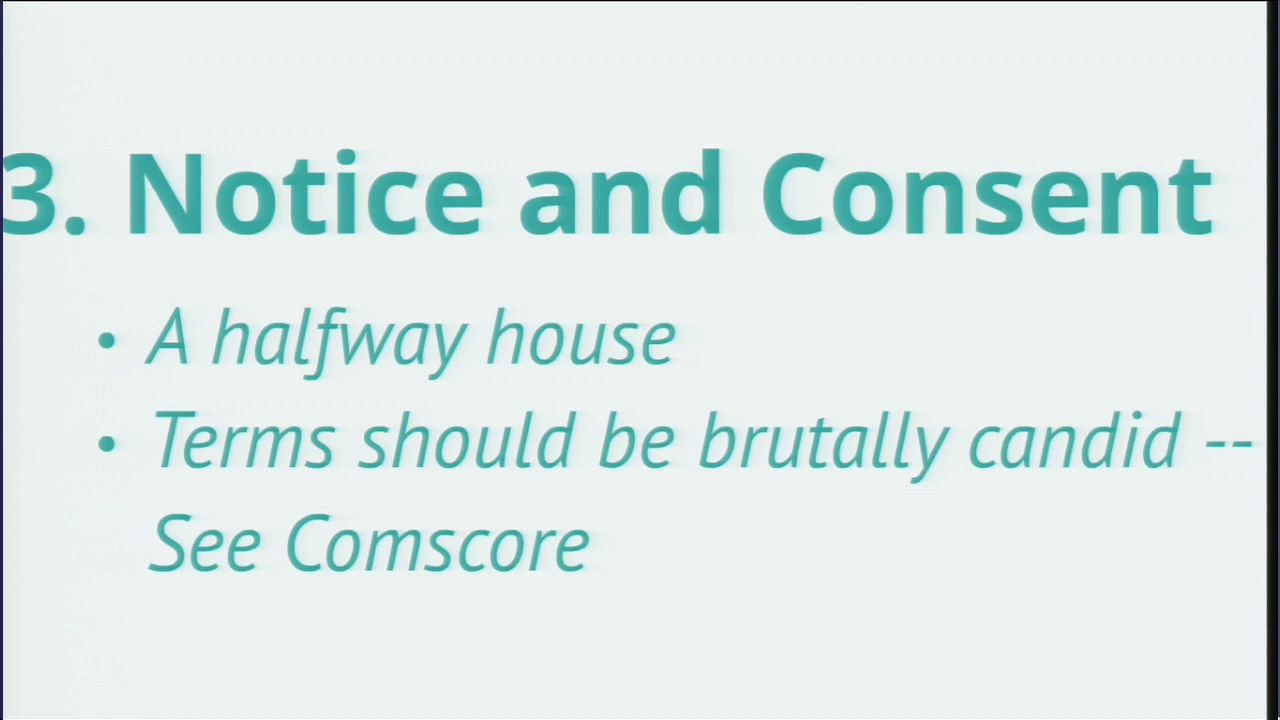 3. Notice and Consent
• A halfway house
• Terms should be brutally candid --
See Comscore